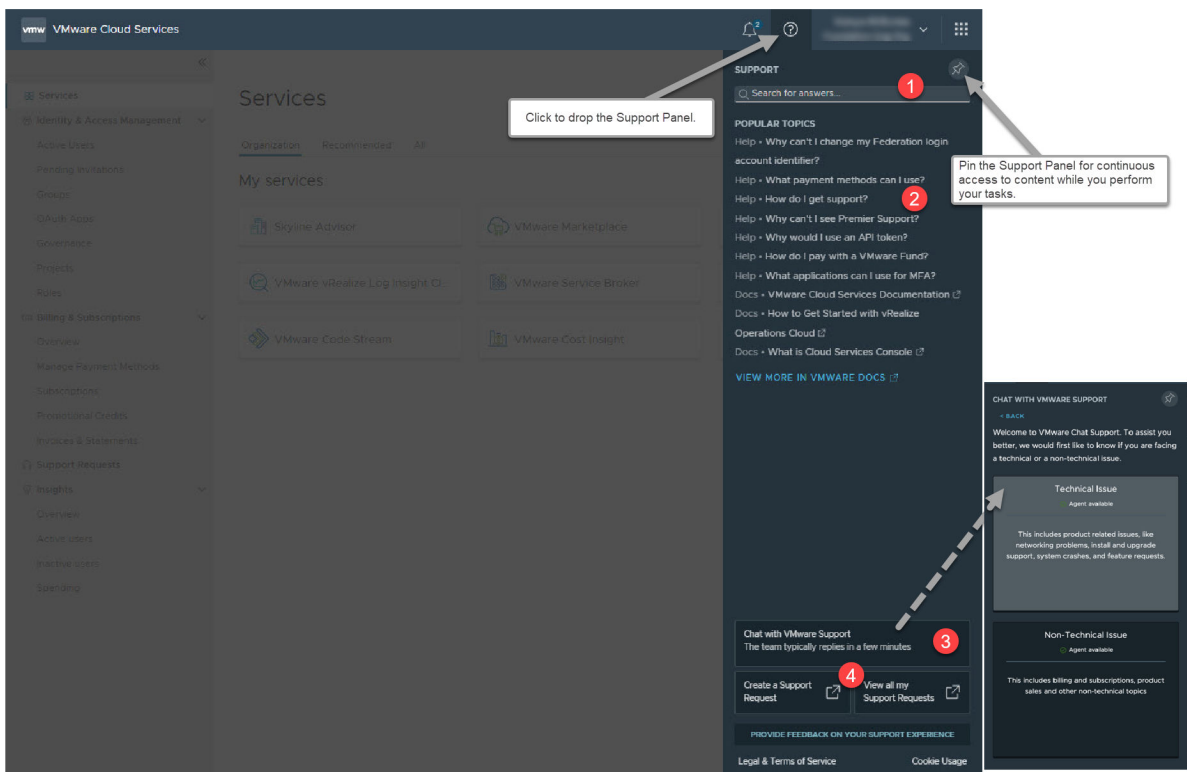 vmw VMware Cloud Services
2
Services
Identity & Access Management
Active Users
Pending Invitations
Groups
OAuth Apps
Governance
Projects
Roles
Billing & Subscriptions
Overview
Manage Payment Methods
Subscriptions
Promotional Credits
Invoices & Statements
Support Requests
Insights
Overview
Active users
Inactive users
Spending
Services
Organization Recommended All
My services
Skyline Advisor
VMware Marketplace
VMware vRealize Log Insight Cl..
VMware Service Broker
VMware Code Stream
VMware Cost Insight
Click to drop the Support Panel.
SUPPORT
Search for answers...
1
POPULAR TOPICS
Help • Why can't I change my Federation login
account identifier?
Help • What payment methods can I use?
Help • How do I get support?
2
Help • Why can't I see Premier Support?
Help • Why would I use an API token?
Help • How do I pay with a VMware Fund?
Help • What applications can I use for MFA?
Docs • VMware Cloud Services Documentation
Docs • How to Get Started with vRealize
Operations Cloud
Docs • What is Cloud Services Console
VIEW MORE IN VMWARE DOCS
Pin the Support Panel for continuous
access to content while you perform
your tasks.
Chat with VMware Support
The team typically replies in a few minutes
3
4
Create a Support
Request
View all my
Support Requests
PROVIDE FEEDBACK ON YOUR SUPPORT EXPERIENCE
Legal & Terms of Service Cookie Usage
CHAT WITH VMWARE SUPPORT
< BACK
Welcome to VMware Chat Support. To assist you
better, we would first like to know if you are facing
a technical or a non-technical issue.
Technical Issue
Agent available
This includes product related issues, like
networking problems, install and upgrade
support, system crashes, and feature requests.
Non-Technical Issue
Agent available
This includes billing and subscriptions, product
sales and other non-technical topics